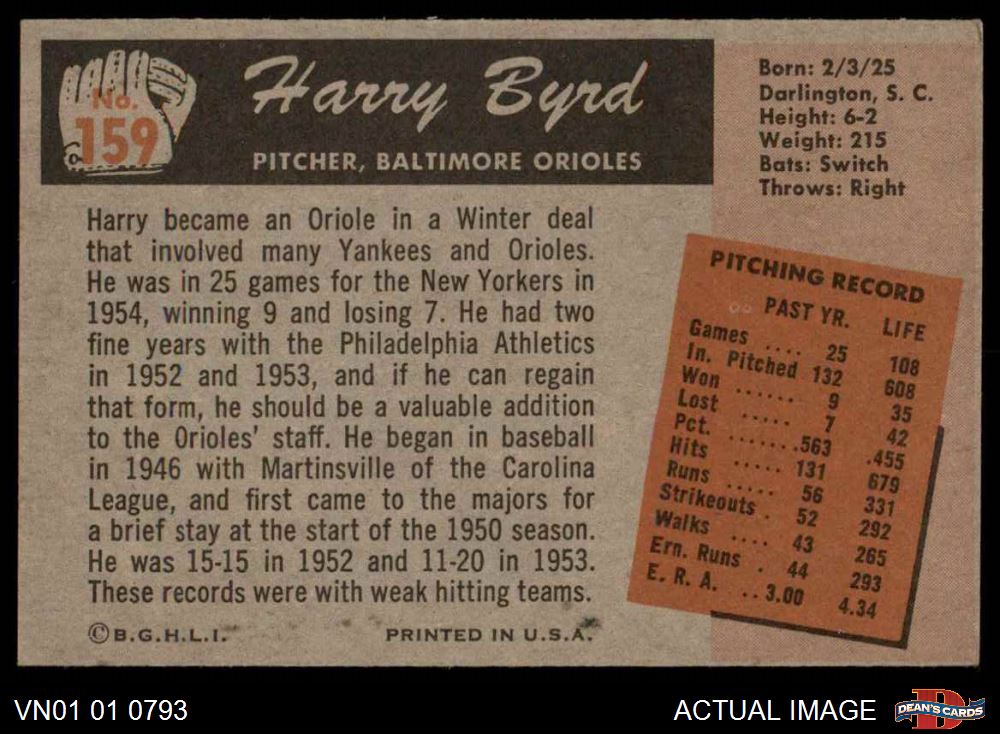 No.
159
Harry Byrd
PITCHER, BALTIMORE ORIOLES
Born: 2/3/25
Darlington, S. C.
Height: 6-2
Weight: 215
Bats: Switch
Throws: Right
Harry became an Oriole in a Winter deal
that involved many Yankees and Orioles.
He was in 25 games for the New Yorkers in
1954, winning 9 and losing 7. He had two
fine years with the Philadelphia Athletics
in 1952 and 1953, and if he can regain
that form, he should be a valuable addition
to the Orioles' staff. He began in baseball
in 1946 with Martinsville of the Carolina
League, and first came to the majors for
a brief stay at the start of the 1950 season.
He was 15-15 in 1952 and 11-20 in 1953.
These records were with weak hitting teams.
PITCHING RECORD
PAST YR. LIFE
Games .... 25 108
In. Pitched 132 608
Won ...... 9 35
Lost ..... 7 42
Pct. ....... .563 .455
Hits ..... 131 679
Runs ..... 56 331
Strikeouts . 52 292
Walks .... 43 265
Ern. Runs . 44 293
E. R. A. .. 3.00 4.34
©B.G.H.L.I. PRINTED IN U.S.A.
VN01 01 0793 ACTUAL IMAGE DEAN'S CARDS